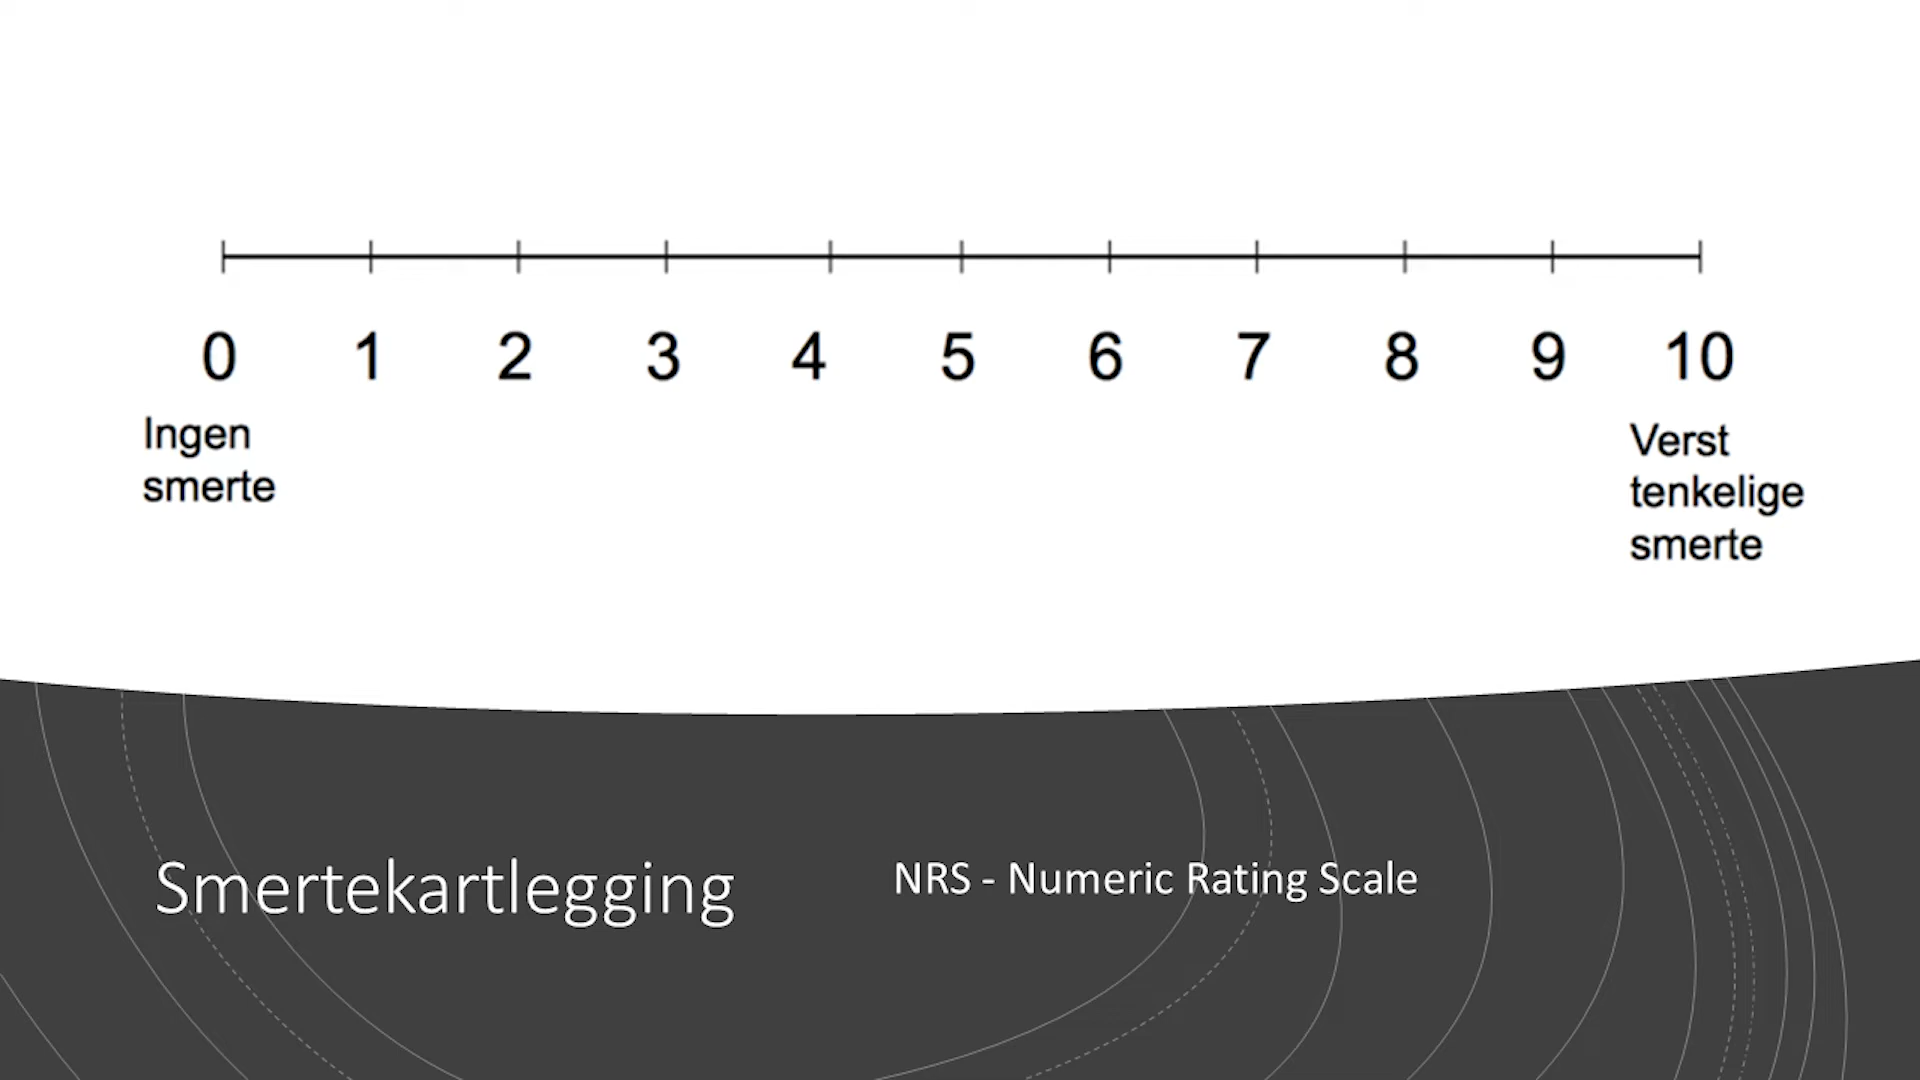 0 1 2 3 4 5 6 7 8 9 10
Ingen
smerte
Verst
tenkelige
smerte
Smertekartlegging
NRS - Numeric Rating Scale